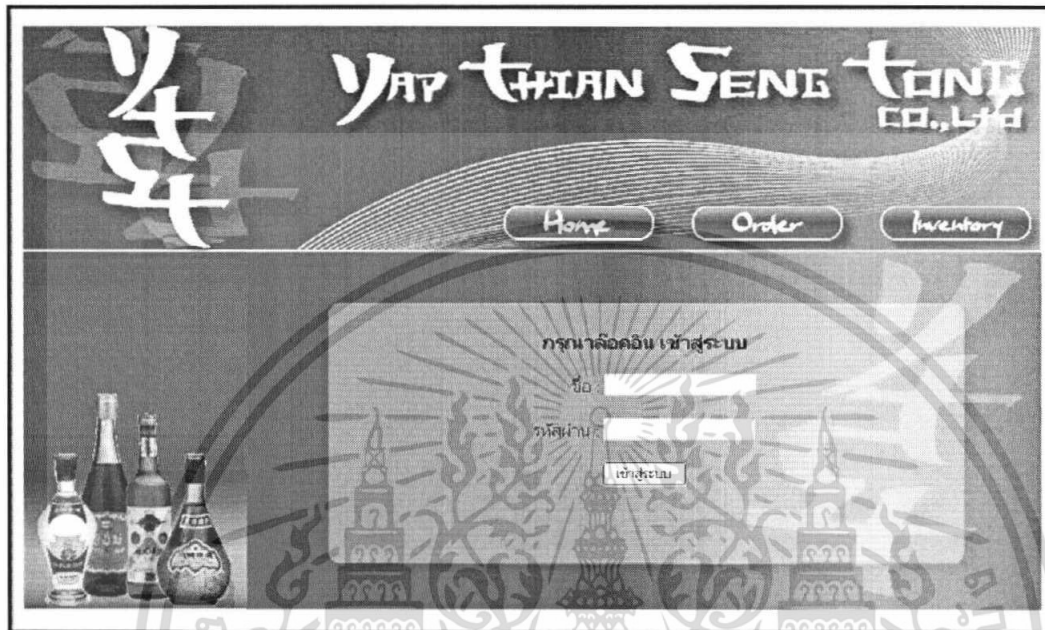 ytst
YAP THIAN SENG TONG
CO.,Ltd
Home
Order
Inventory
กรุณาล๊อคอิน เข้าสู่ระบบ
ชื่อ :
รหัสผ่าน :
เข้าสู่ระบบ